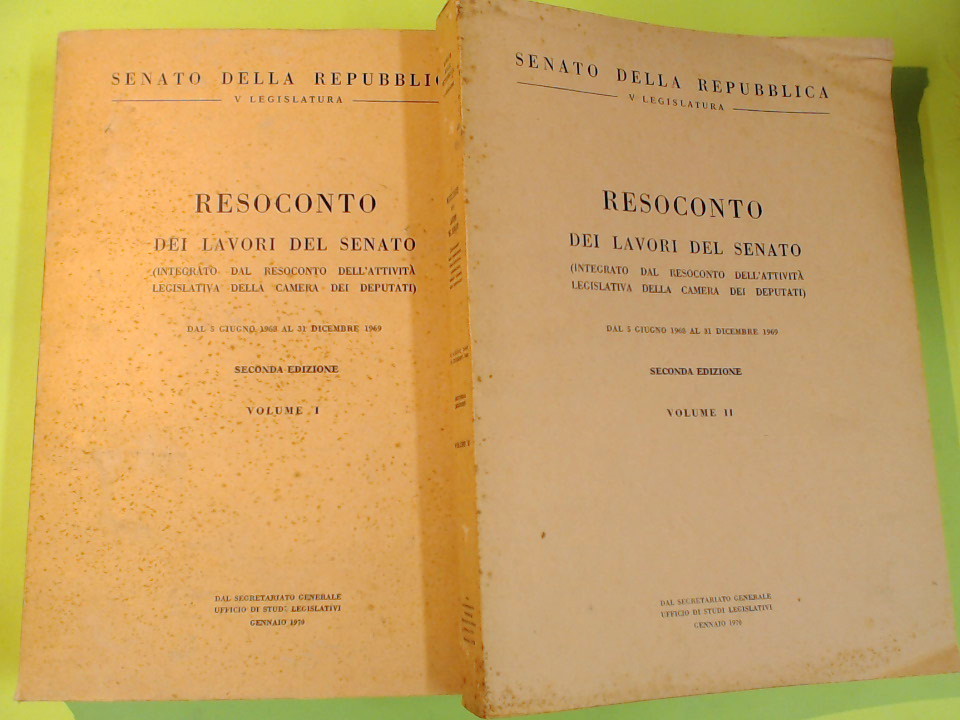 SENATO DELLA REPUBBLIC
V LEGISLATURA
RESOCONTO
DEI LAVORI DEL SENATO
(INTEGRATO DAL RESOCONTO DELL'ATTIVITÀ
LEGISLATIVA DELLA CAMERA DEI DEPUTATI)
DAL 5 GIUGNO 1968 AL 31 DICEMBRE 1969
SECONDA EDIZIONE
VOLUME I
DAL SEGRETARIATO GENERALE
UFFICIO DI STUDI LEGISLATIVI
GENNAIO 1970
SENATO DELLA REPUBBLICA
V LEGISLATURA
RESOCONTO
DEI LAVORI DEL SENATO
(INTEGRATO DAL RESOCONTO DELL'ATTIVITÀ
LEGISLATIVA DELLA CAMERA DEI DEPUTATI)
DAL 5 GIUGNO 1968 AL 31 DICEMBRE 1969
SECONDA EDIZIONE
VOLUME II
DAL SEGRETARIATO GENERALE
UFFICIO DI STUDI LEGISLATIVI
GENNAIO 1970